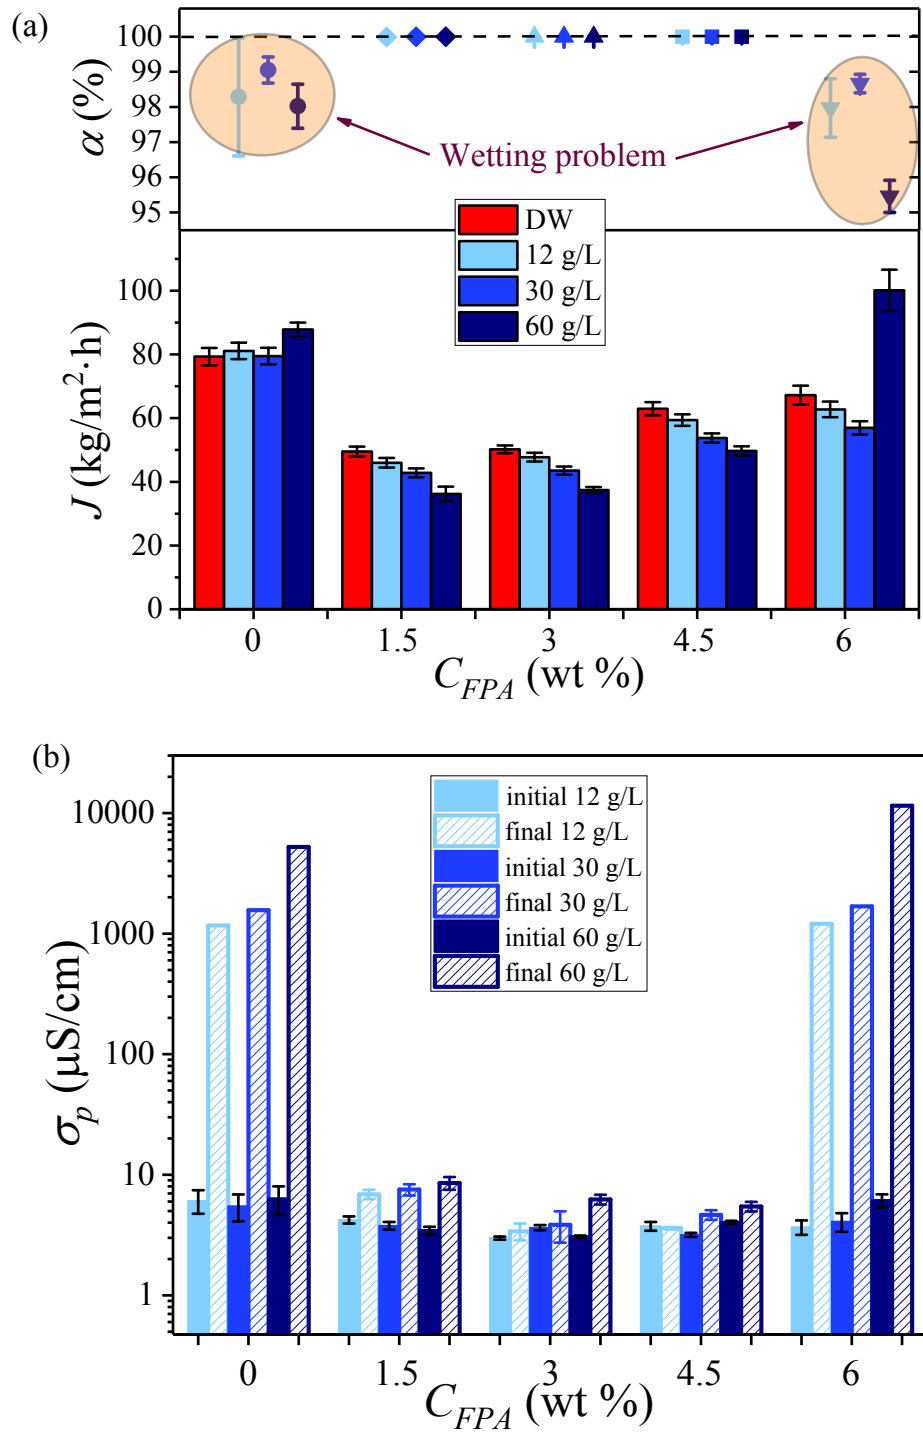 (a)
α (%)
100
99
98
97
96
95
Wetting problem
DW
12 g/L
30 g/L
60 g/L
J (kg/m²·h)
100
80
60
40
20
0
0
1.5
3
4.5
6
C_FPA (wt %)
(b)
initial 12 g/L
final 12 g/L
initial 30 g/L
final 30 g/L
initial 60 g/L
final 60 g/L
σ_p (μS/cm)
10000
1000
100
10
1
0
1.5
3
4.5
6
C_FPA (wt %)